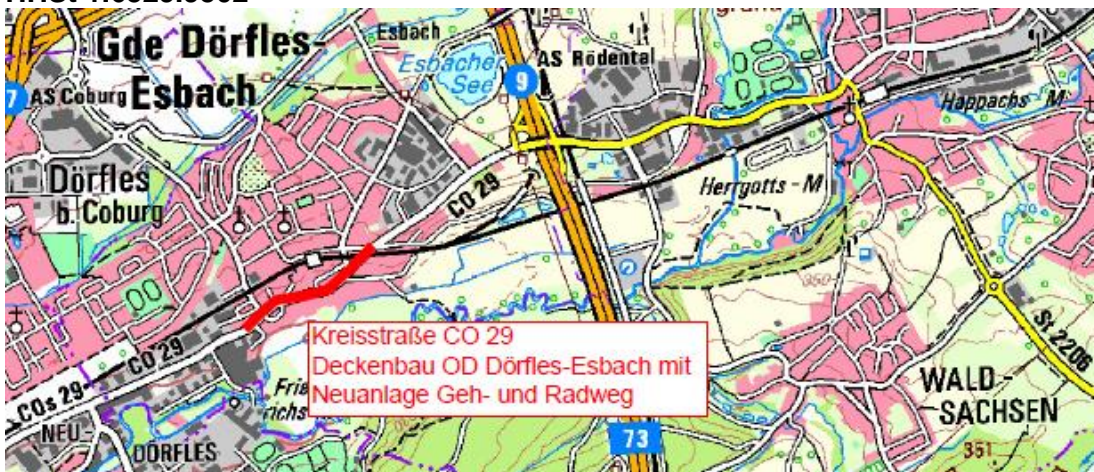 Gde Dörfles-
Esbach
Esbach
Esbacher
See
AS Rödental
9
7
AS Coburg
Happachs-M
Dörfles
b. Coburg
CO 29
Herrgotts-M
Kreisstraße CO 29
Deckenbau OD Dörfles-Esbach mit
Neuanlage Geh- und Radweg
CO 29
COs 29
St 2206
WALD-
SACHSEN
351
NEU-
DÖRFLES
73